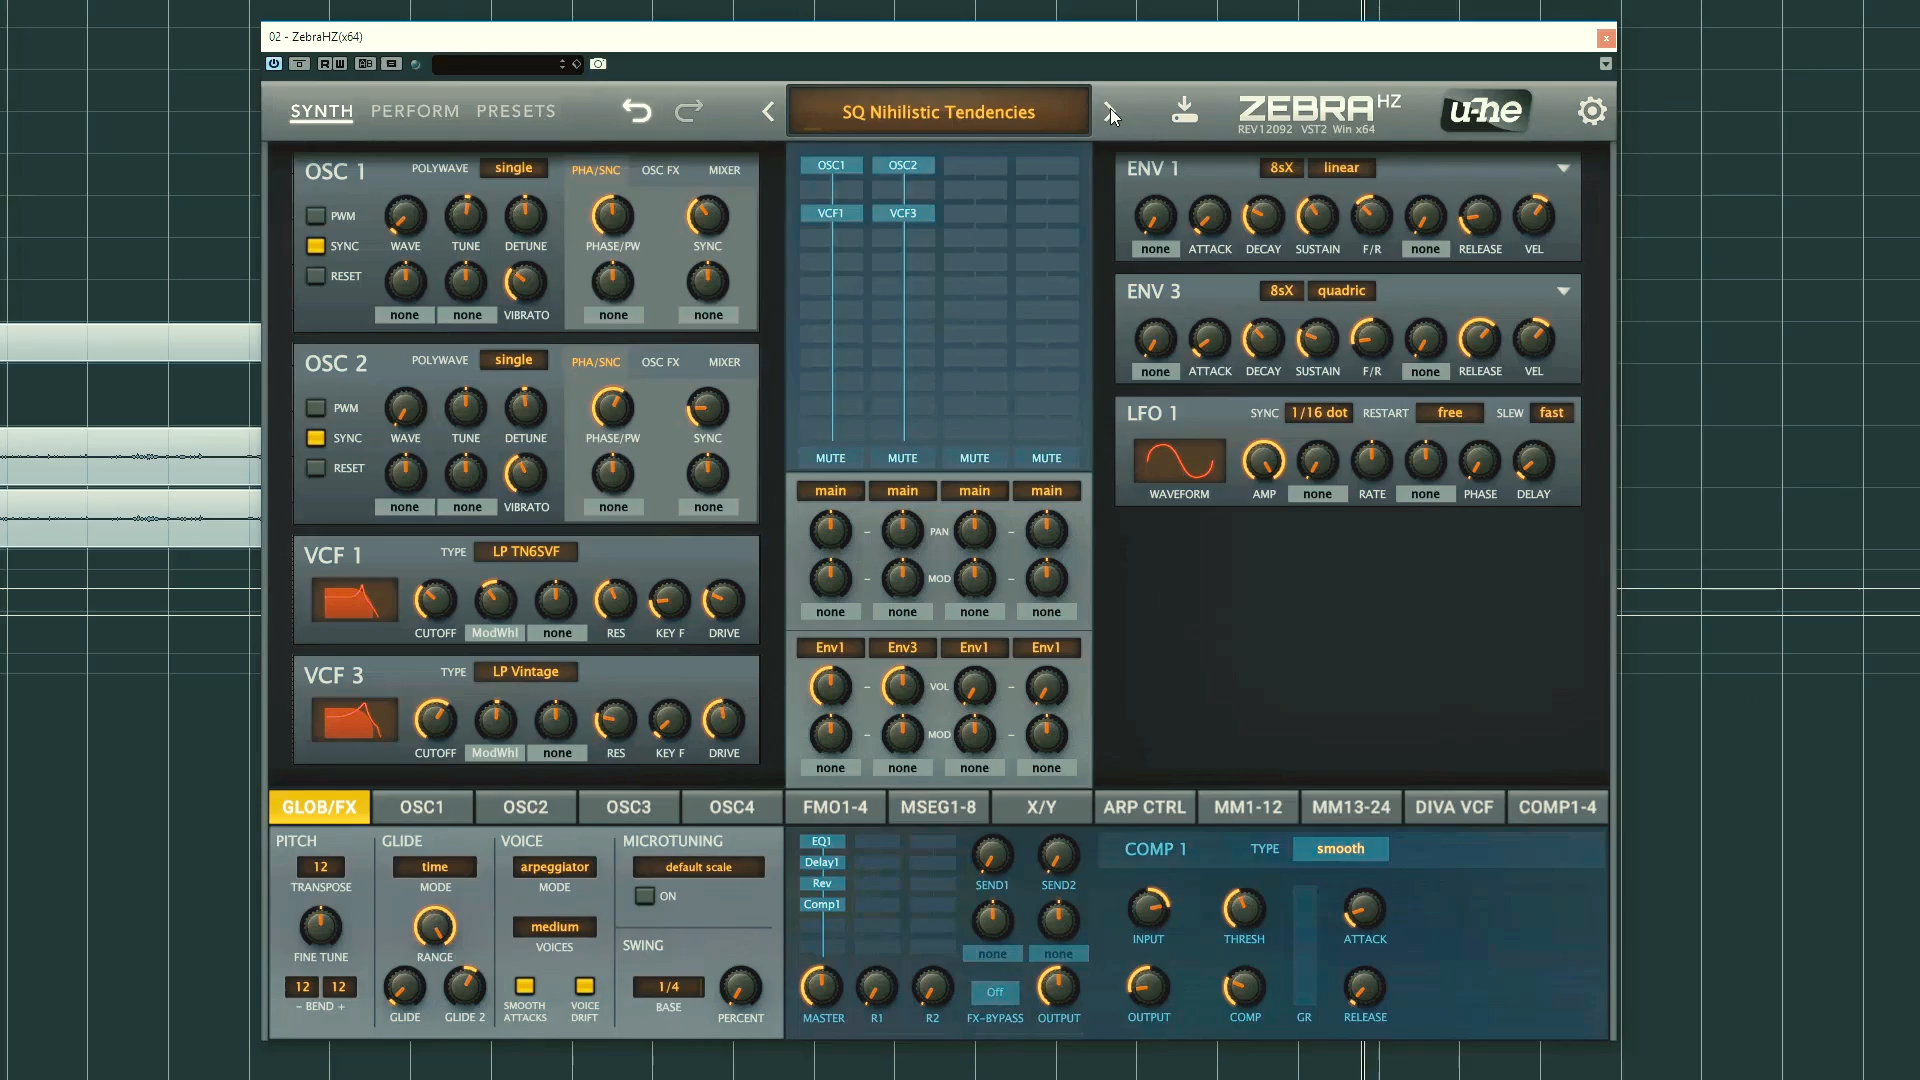 02 - ZebraHZ(x64)
R W
SYNTH PERFORM PRESETS
SQ Nihilistic Tendencies
ZEBRA HZ
REV12092 VST2 Win x64
u-he
OSC 1 POLYWAVE single PHA/SNC OSC FX MIXER
PWM
SYNC
RESET
WAVE TUNE DETUNE PHASE/PW SYNC
none none VIBRATO none none
OSC 2 POLYWAVE single PHA/SNC OSC FX MIXER
PWM
SYNC
RESET
WAVE TUNE DETUNE PHASE/PW SYNC
none none VIBRATO none none
VCF 1 TYPE LP TN6SVF
CUTOFF ModWhl none RES KEY F DRIVE
VCF 3 TYPE LP Vintage
CUTOFF ModWhl none RES KEY F DRIVE
OSC1 OSC2
VCF1 VCF3
MUTE MUTE MUTE MUTE
main main main main
PAN
MOD
none none none none
Env1 Env3 Env1 Env1
VOL
MOD
none none none none
ENV 1 8sX linear
none ATTACK DECAY SUSTAIN F/R none RELEASE VEL
ENV 3 8sX quadric
none ATTACK DECAY SUSTAIN F/R none RELEASE VEL
LFO 1 SYNC 1/16 dot RESTART free SLEW fast
WAVEFORM AMP none RATE none PHASE DELAY
GLOB/FX OSC1 OSC2 OSC3 OSC4 FMO1-4 MSEG1-8 X/Y ARP CTRL MM1-12 MM13-24 DIVA VCF COMP1-4
PITCH
12
TRANSPOSE
FINE TUNE
12 12
- BEND +
GLIDE
time
MODE
RANGE
GLIDE GLIDE 2
VOICE
arpeggiator
MODE
medium
VOICES
SMOOTH ATTACKS
VOICE DRIFT
MICROTUNING
default scale
ON
SWING
1/4
BASE PERCENT
EQ1
Delay1
Rev
Comp1
SEND1 SEND2
none none
Off
MASTER R1 R2 FX-BYPASS OUTPUT
COMP 1 TYPE smooth
INPUT THRESH ATTACK
OUTPUT COMP GR RELEASE